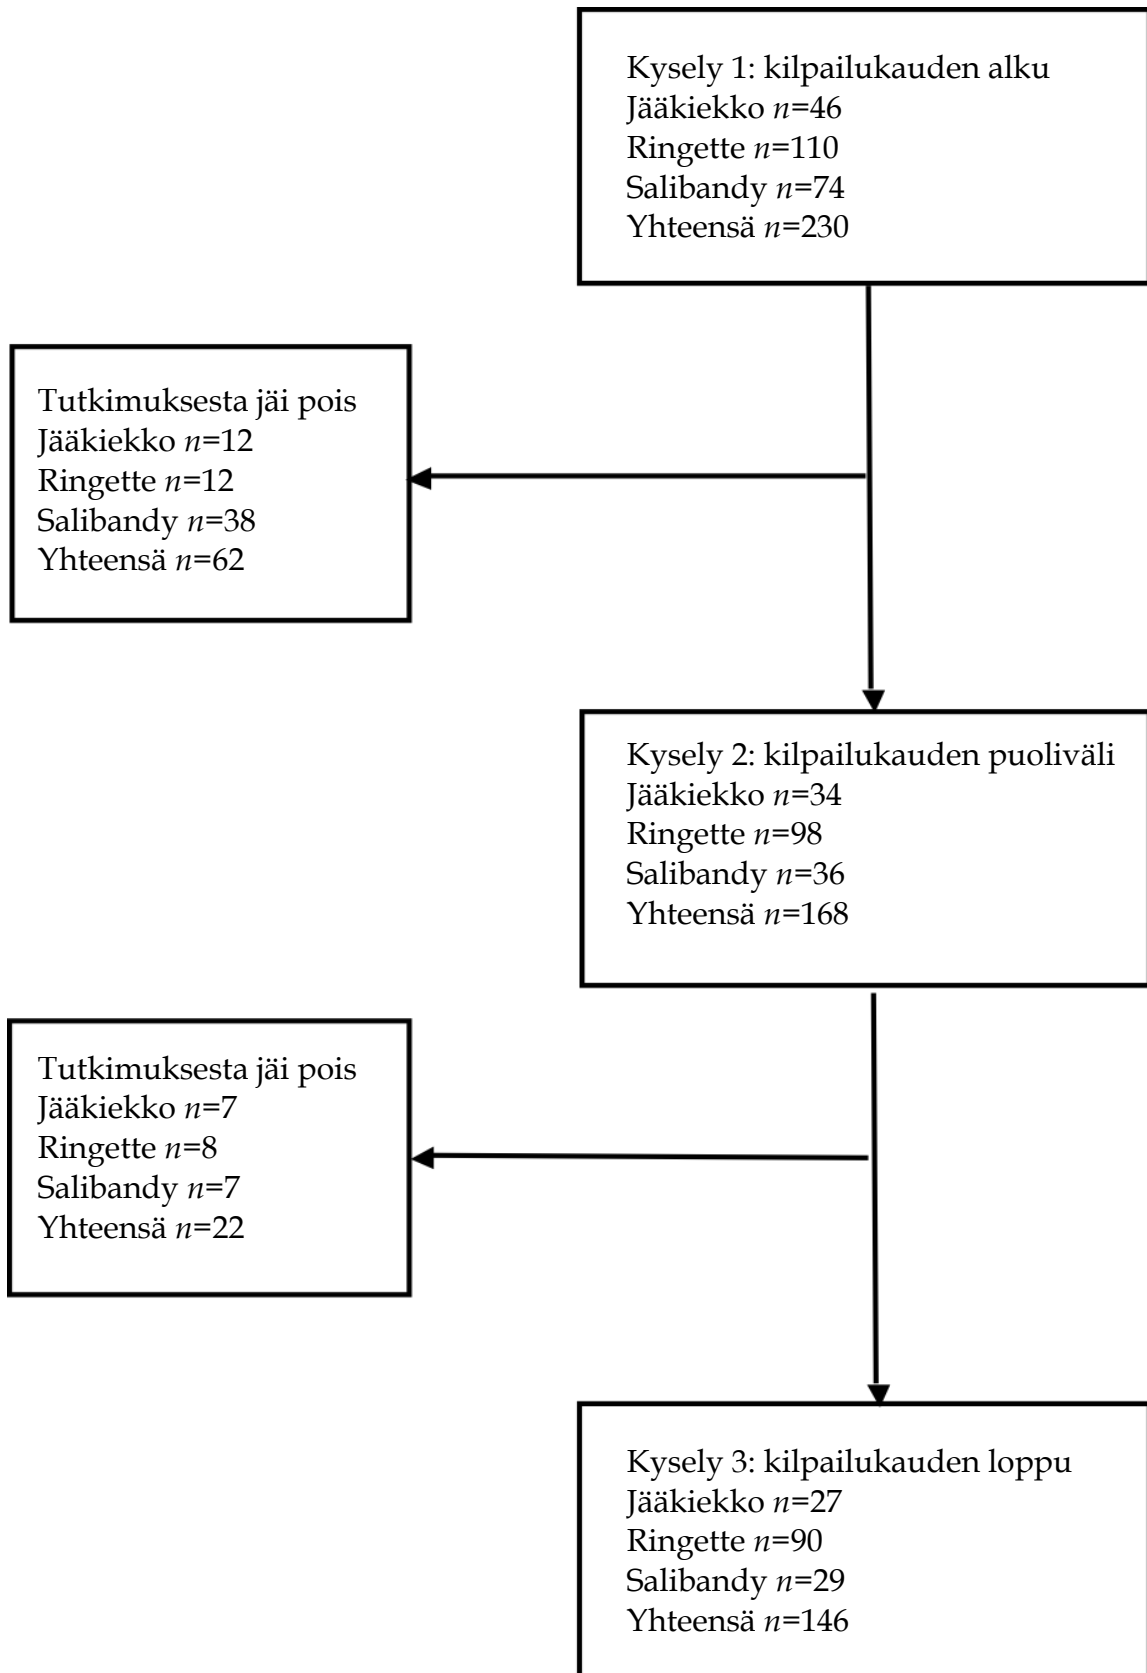 Kysely 1: kilpailukauden alku
Jääkiekko n=46
Ringette n=110
Salibandy n=74
Yhteensä n=230
Tutkimuksesta jäi pois
Jääkiekko n=12
Ringette n=12
Salibandy n=38
Yhteensä n=62
Kysely 2: kilpailukauden puoliväli
Jääkiekko n=34
Ringette n=98
Salibandy n=36
Yhteensä n=168
Tutkimuksesta jäi pois
Jääkiekko n=7
Ringette n=8
Salibandy n=7
Yhteensä n=22
Kysely 3: kilpailukauden loppu
Jääkiekko n=27
Ringette n=90
Salibandy n=29
Yhteensä n=146